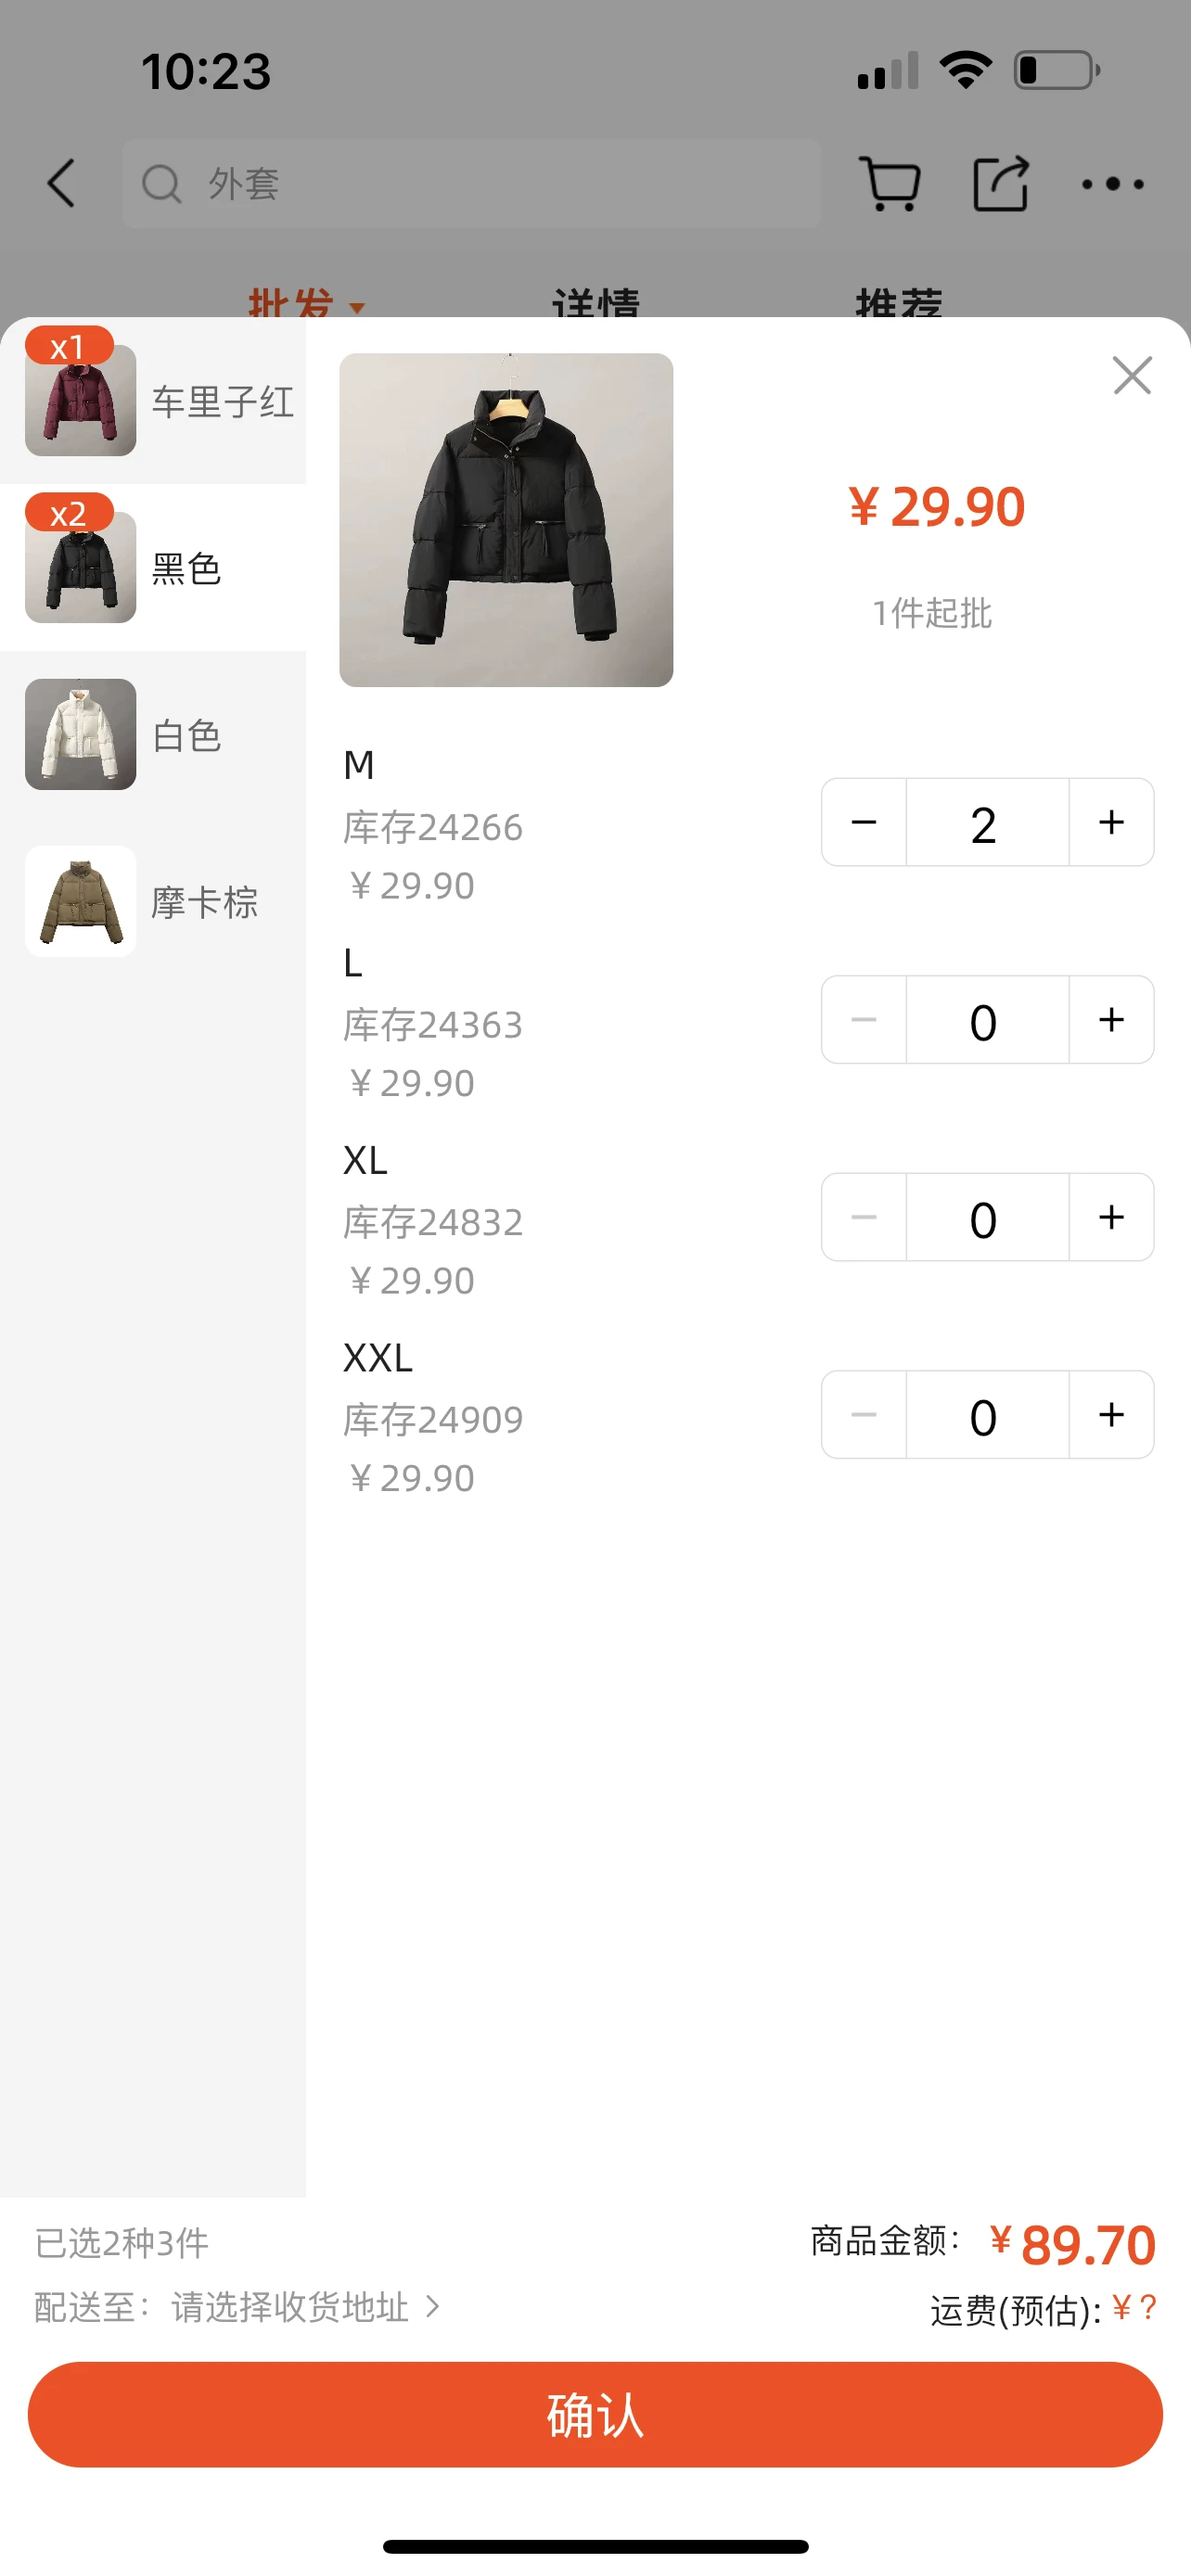 10:23
外套
批发
详情
推荐
x1
车里子红
x2
黑色
白色
摩卡棕
¥ 29.90
1件起批
M
库存24266
¥ 29.90
2
L
库存24363
¥ 29.90
0
XL
库存24832
¥ 29.90
0
XXL
库存24909
¥ 29.90
0
已选2种3件
商品金额： ¥ 89.70
配送至：请选择收货地址
运费(预估): ¥ ?
确认